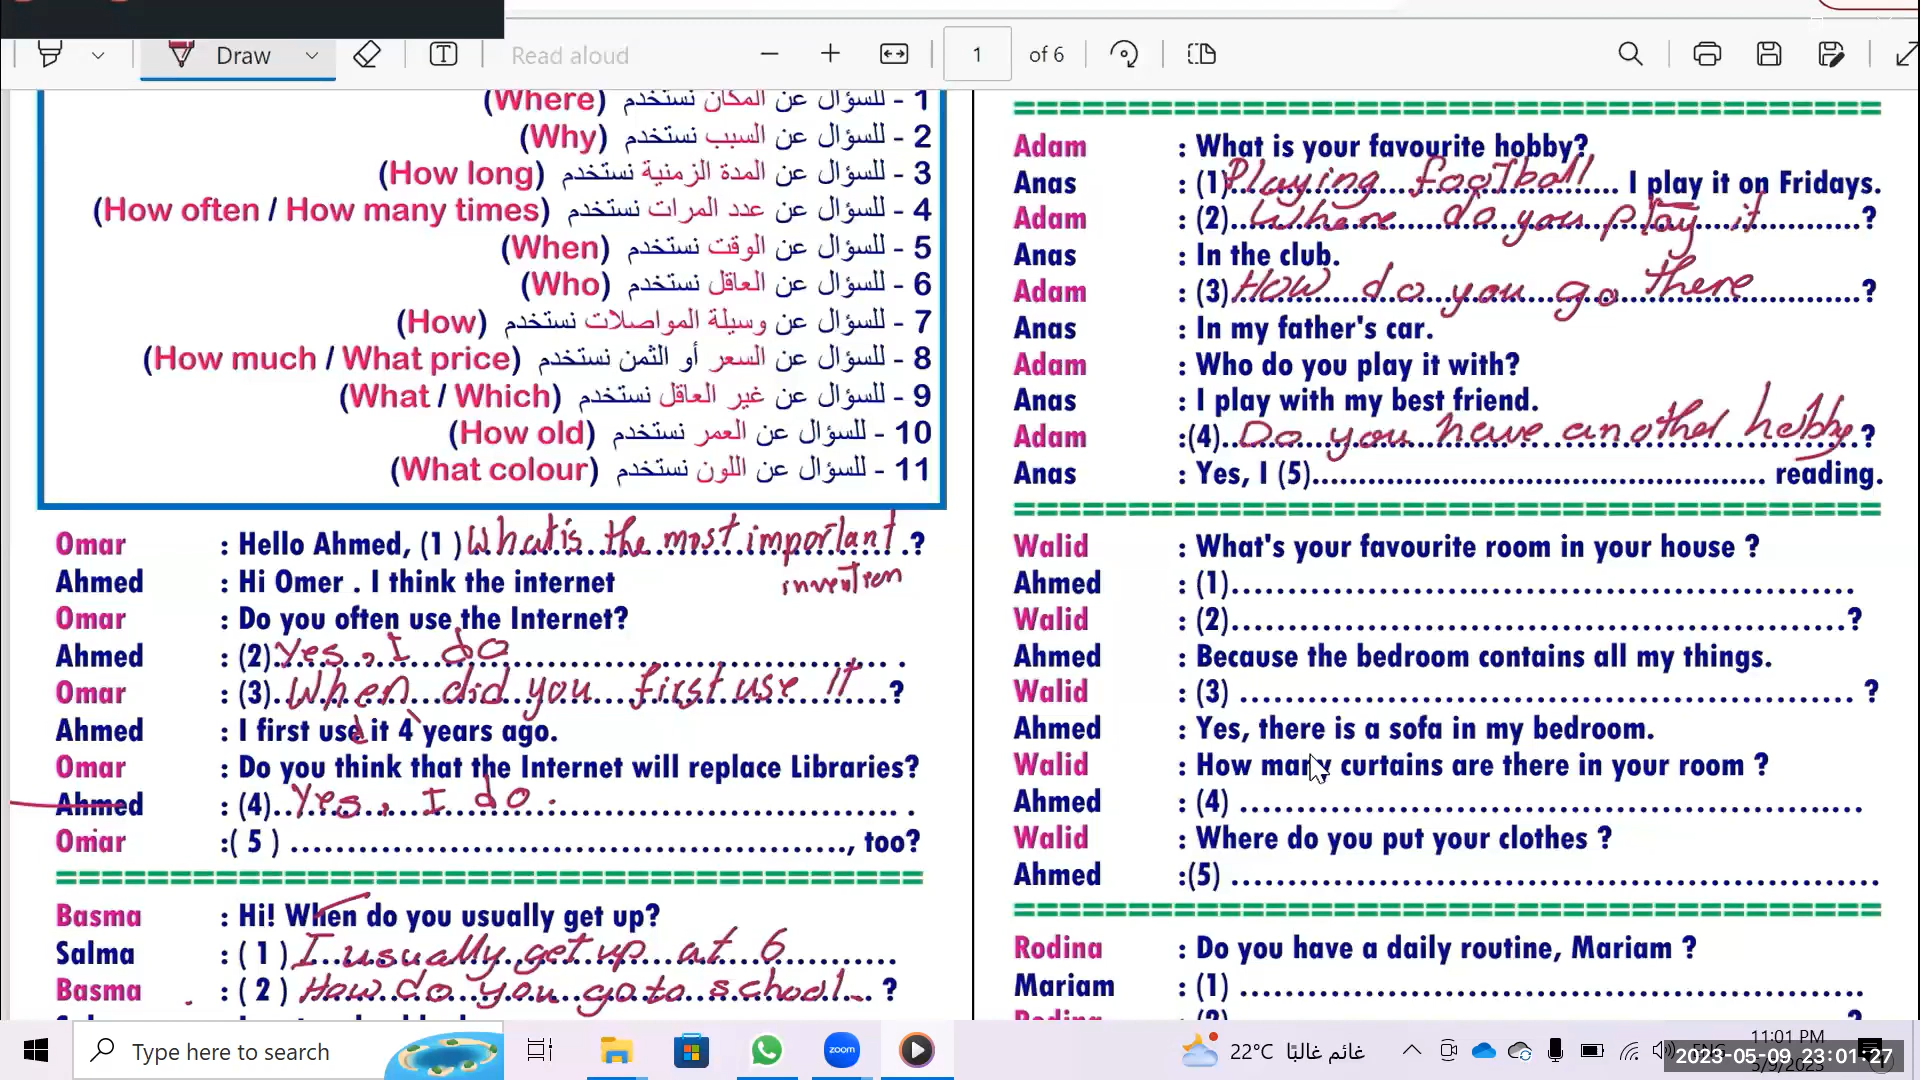 Draw
Read aloud
1 of 6
1 - للسؤال عن المكان نستخدم (Where)
2 - للسؤال عن السبب نستخدم (Why)
3 - للسؤال عن المدة الزمنية نستخدم (How long)
4 - للسؤال عن عدد المرات نستخدم (How often / How many times)
5 - للسؤال عن الوقت نستخدم (When)
6 - للسؤال عن العاقل نستخدم (Who)
7 - للسؤال عن وسيلة المواصلات نستخدم (How)
8 - للسؤال عن السعر أو الثمن نستخدم (How much / What price)
9 - للسؤال عن غير العاقل نستخدم (What / Which)
10 - للسؤال عن العمر نستخدم (How old)
11 - للسؤال عن اللون نستخدم (What colour)
Omar : Hello Ahmed, (1 ) What is the most important ?
invention
Ahmed : Hi Omer . I think the internet
Omar : Do you often use the Internet?
Ahmed : (2) Yes, I do .
Omar : (3) When did you first use it ?
Ahmed : I first used it 4 years ago.
Omar : Do you think that the Internet will replace Libraries?
Ahmed : (4) Yes, I do .
Omar :( 5 ) ..................................................., too?
Basma : Hi! When do you usually get up?
Salma : ( 1 ) I usually get up at 6
Basma : ( 2 ) How do you go to school ?
Adam : What is your favourite hobby?
Anas : (1) Playing football I play it on Fridays.
Adam : (2) Where do you play it ?
Anas : In the club.
Adam : (3) How do you go there ?
Anas : In my father's car.
Adam : Who do you play it with?
Anas : I play with my best friend.
Adam :(4) Do you have another hobby ?
Anas : Yes, I (5)................................................ reading.
Walid : What's your favourite room in your house ?
Ahmed : (1)......................................................
Walid : (2)......................................................?
Ahmed : Because the bedroom contains all my things.
Walid : (3) ...................................................... ?
Ahmed : Yes, there is a sofa in my bedroom.
Walid : How many curtains are there in your room ?
Ahmed : (4) ......................................................
Walid : Where do you put your clothes ?
Ahmed :(5) ......................................................
Rodina : Do you have a daily routine, Mariam ?
Mariam : (1) ......................................................
Type here to search
zoom
22°C غائم غالبًا
11:01 PM
2023-05-09 23:01:27